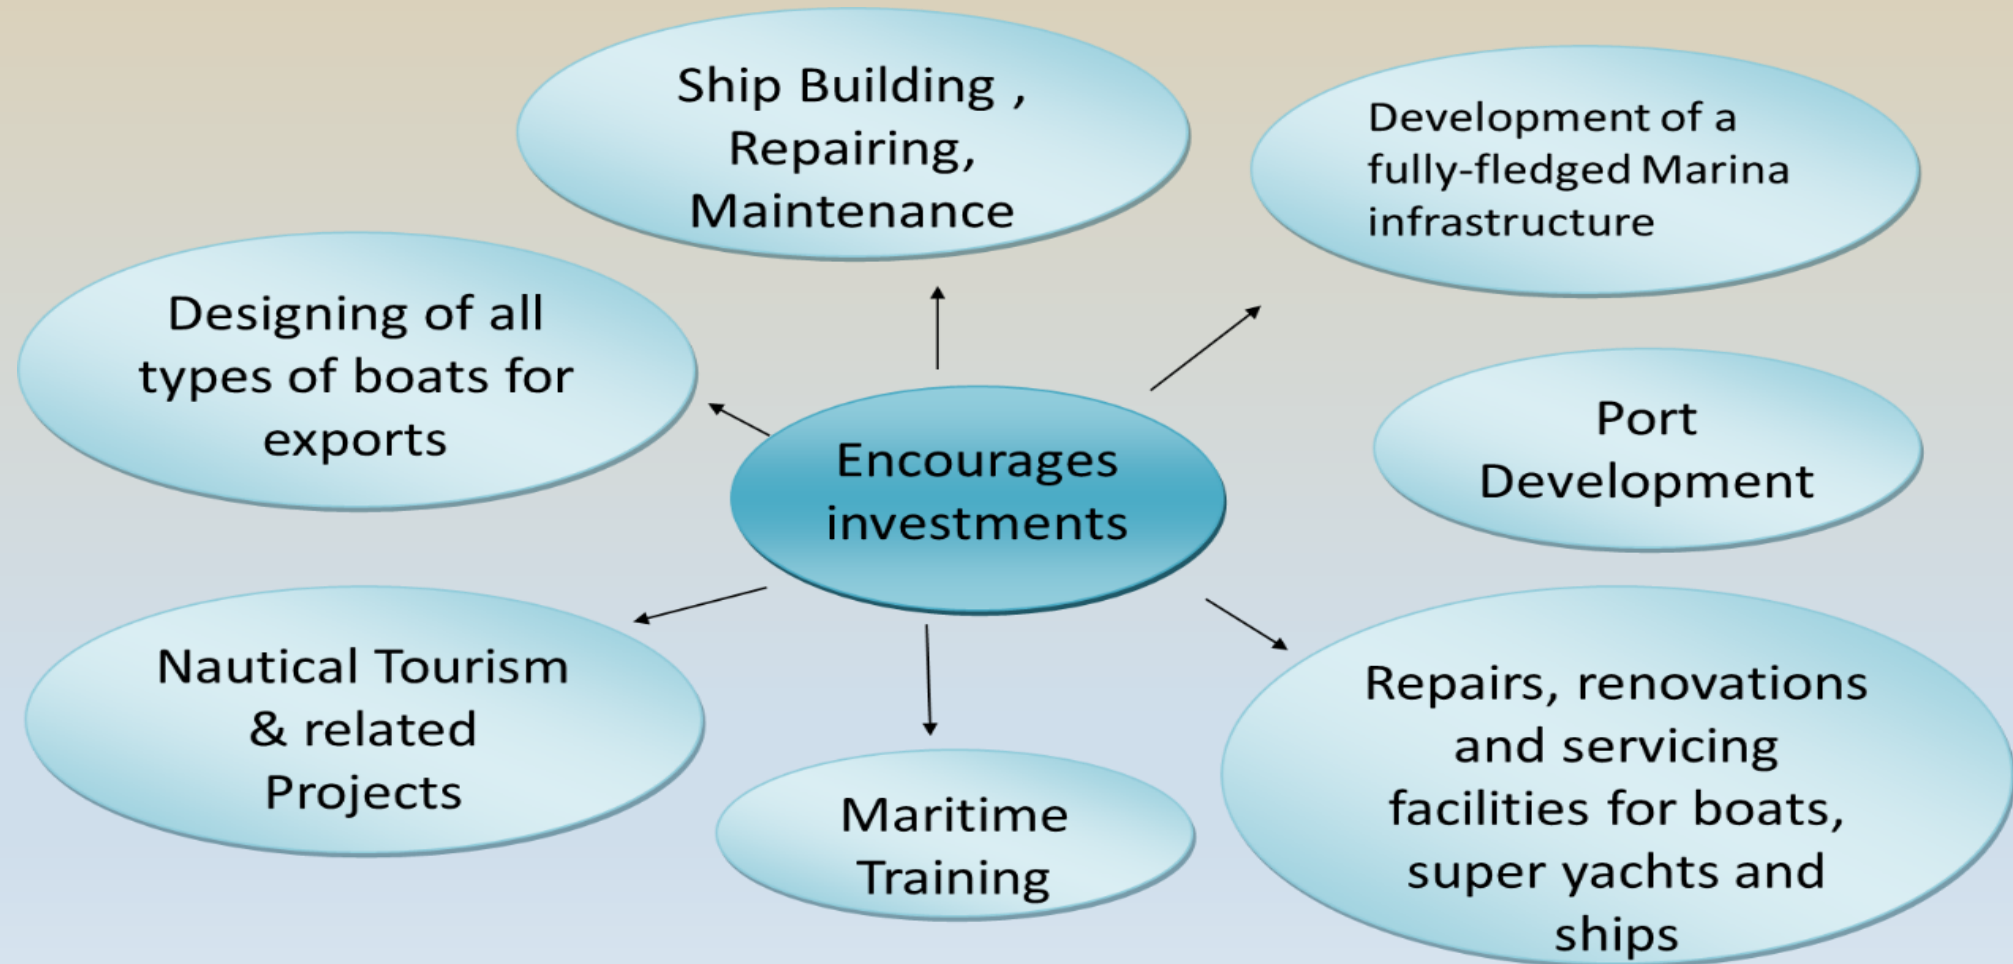 Ship Building ,
Repairing,
Maintenance
Development of a
fully-fledged Marina
infrastructure
Designing of all
types of boats for
exports
Encourages
investments
Port
Development
Nautical Tourism
& related
Projects
Maritime
Training
Repairs, renovations
and servicing
facilities for boats,
super yachts and
ships